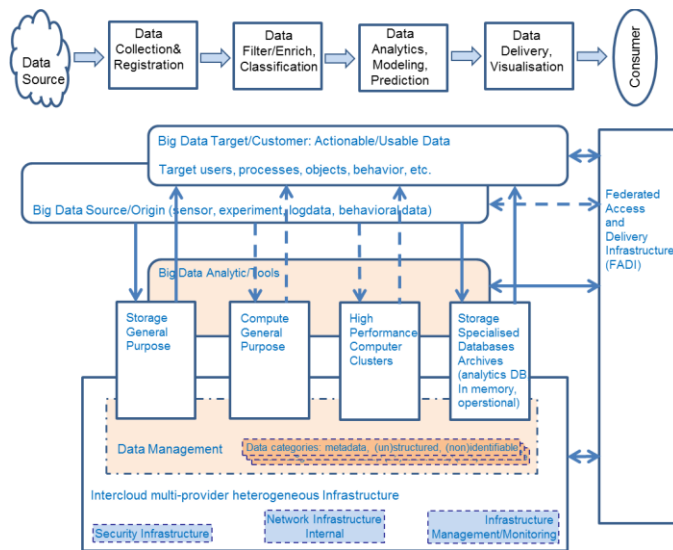 Data
Source
Data
Collection&
Registration
Data
Filter/Enrich,
Classification
Data
Analytics,
Modeling,
Prediction
Data
Delivery,
Visualisation
Consumer
Big Data Target/Customer: Actionable/Usable Data
Target users, processes, objects, behavior, etc.
Big Data Source/Origin (sensor, experiment, logdata, behavioral data)
Federated
Access
and
Delivery
Infrastructure
(FADI)
Big Data Analytic/Tools
Storage
General
Purpose
Compute
General
Purpose
High
Performance
Computer
Clusters
Storage
Specialised
Databases
Archives
(analytics DB
In memory,
operstional)
Data Management
Data categories: metadata, (un)structured, (non)identifiable
Intercloud multi-provider heterogeneous Infrastructure
Security Infrastructure
Network Infrastructure
Internal
Infrastructure
Management/Monitoring